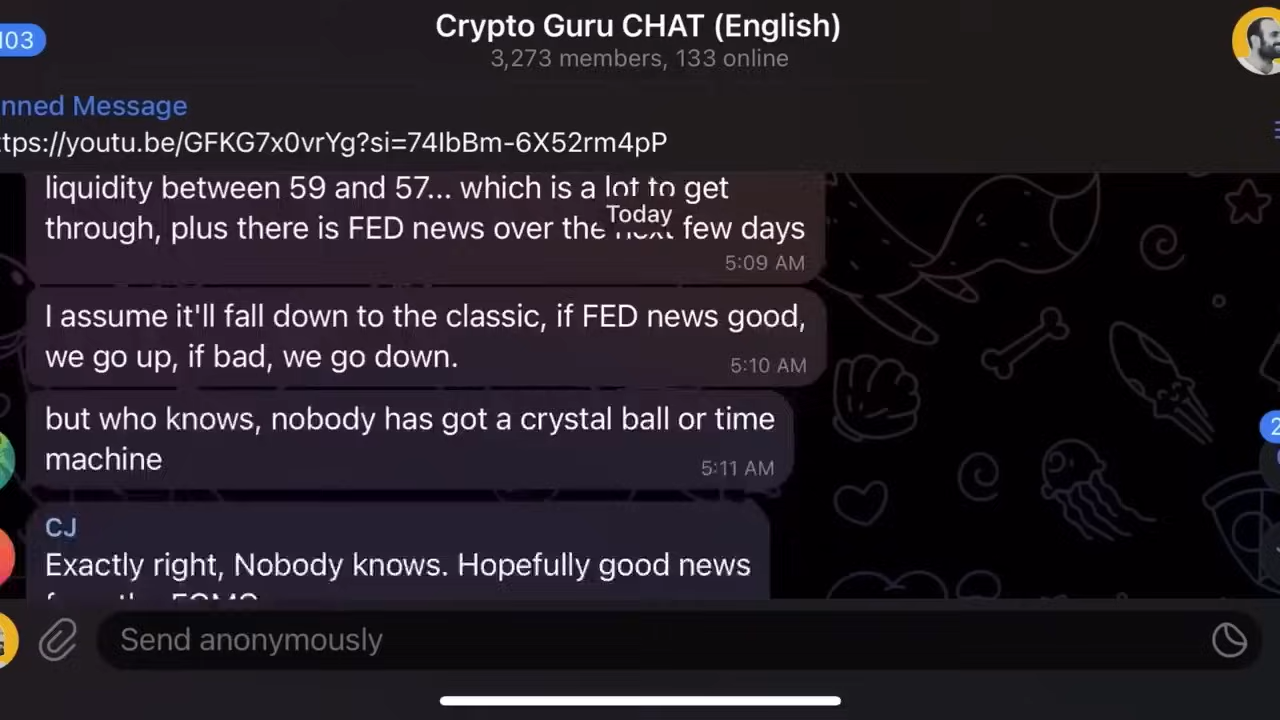 Crypto Guru CHAT (English)
103
3,273 members, 133 online
nned Message
ttps://youtu.be/GFKG7x0vrYg?si=74IbBm-6X52rm4pP
liquidity between 59 and 57... which is a lot to get
Today
through, plus there is FED news over the next few days
5:09 AM
I assume it'll fall down to the classic, if FED news good,
we go up, if bad, we go down.
5:10 AM
but who knows, nobody has got a crystal ball or time
machine
5:11 AM
2
CJ
Exactly right, Nobody knows. Hopefully good news
Send anonymously